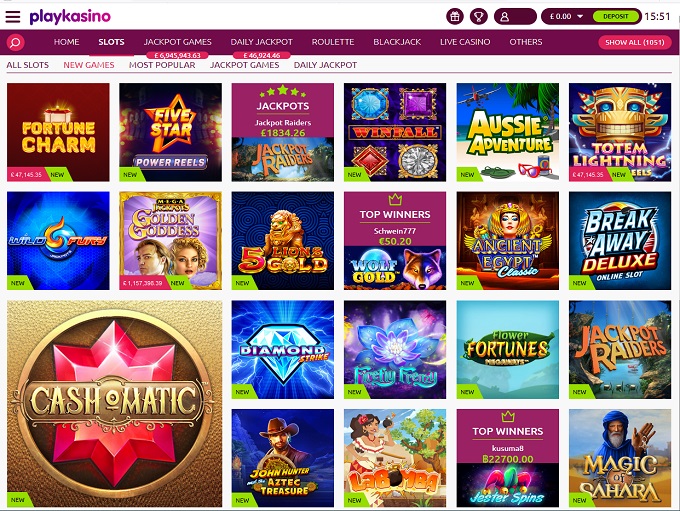 playkasino
£ 0.00
DEPOSIT
15:51
HOME
SLOTS
JACKPOT GAMES
DAILY JACKPOT
ROULETTE
BLACKJACK
LIVE CASINO
OTHERS
SHOW ALL (1051)
£ 6,945,943.63
£ 46,924.46
ALL SLOTS
NEW GAMES
MOST POPULAR
JACKPOT GAMES
DAILY JACKPOT
FORTUNE
CHARM
£ 47,145.35
NEW
FIVE
STAR
POWER REELS
NEW
JACKPOTS
Jackpot Raiders
€1834.26
JACKPOT
RAIDERS
WINFALL
NEW
AUSSIE
ADVENTURE
NEW
TOTEM
LIGHTNING
£ 47,145.35
NEW
WILD FURY
JACKPOTS
NEW
MEGA
JACKPOTS
GOLDEN
GODDESS
£ 1,157,398.39
NEW
5 LIONS
GOLD
NEW
TOP WINNERS
Schwein777
€50.20
WOLF
GOLD
ANCIENT
EGYPT
Classic
NEW
BREAK
AWAY
DELUXE
ONLINE SLOT
NEW
CASH O MATIC
NEW
DIAMOND
STRIKE
NEW
Firefly Frenzy
NEW
Flower
FORTUNES
MEGAWAYS
NEW
JACKPOT
RAIDERS
NEW
JOHN HUNTER
and the AZTEC
TREASURE
NEW
LA BOMBA
NEW
TOP WINNERS
kusuma8
฿22700.00
Jester Spins
MAGIC
OF
SAHARA
NEW